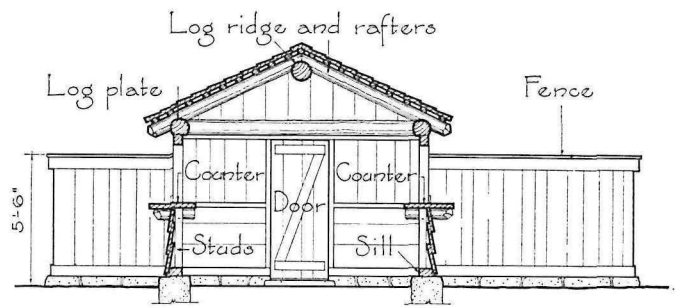 Log ridge and rafters
Log plate
Fence
Counter
Counter
Door
5'-6"
Studs
Sill